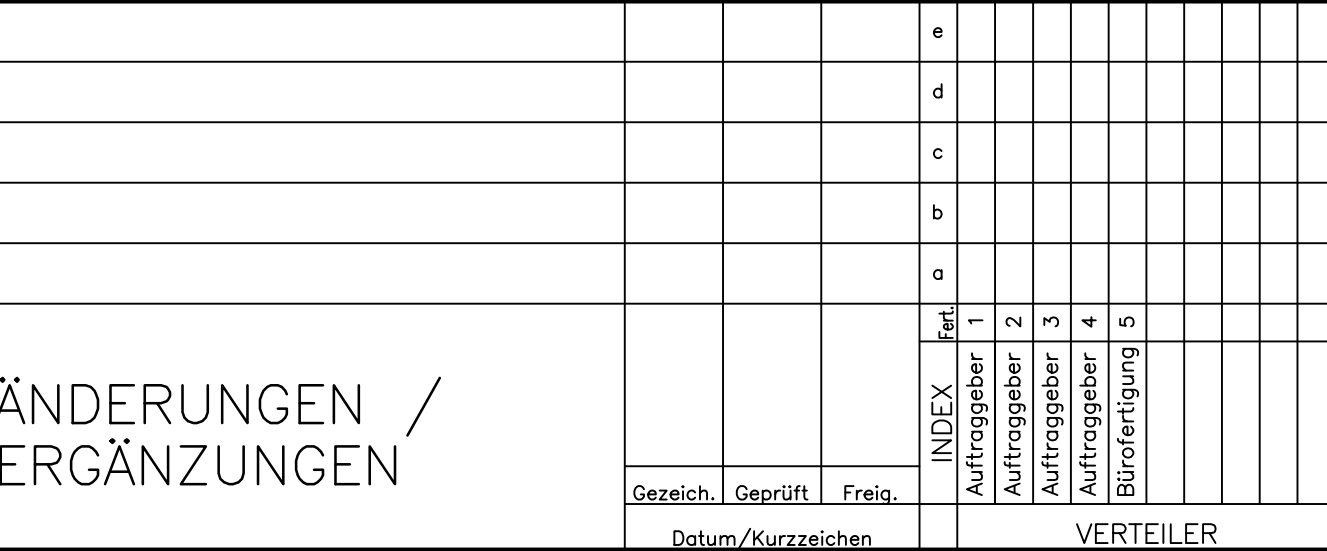 e
d
c
b
a
Fert. 1 2 3 4 5
INDEX Auftraggeber Auftraggeber Auftraggeber Auftraggeber Bürofertigung
ÄNDERUNGEN /
ERGÄNZUNGEN
Gezeich. Geprüft Freig.
Datum/Kurzzeichen VERTEILER